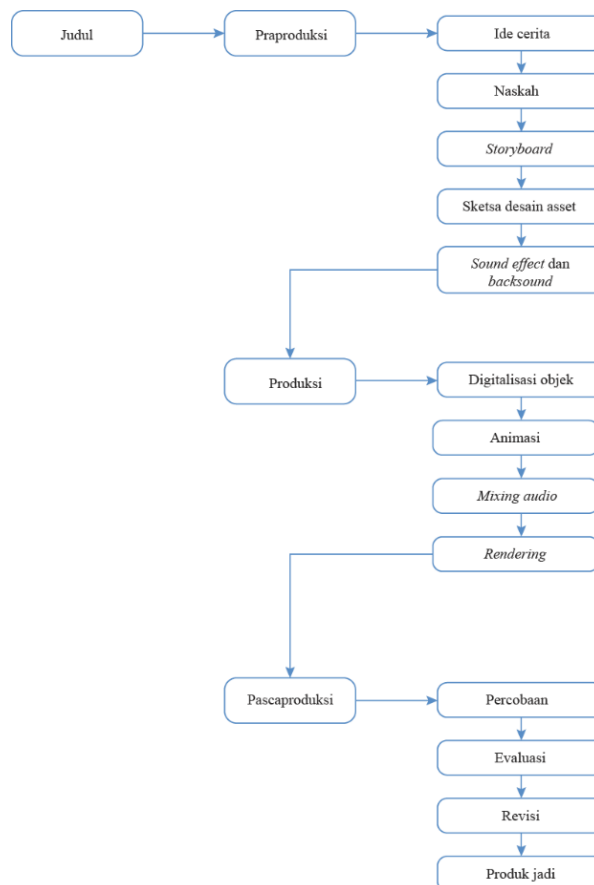 Judul
Praproduksi
Ide cerita
Naskah
Storyboard
Sketsa desain asset
Sound effect dan
backsound
Produksi
Digitalisasi objek
Animasi
Mixing audio
Rendering
Pascaproduksi
Percobaan
Evaluasi
Revisi
Produk jadi